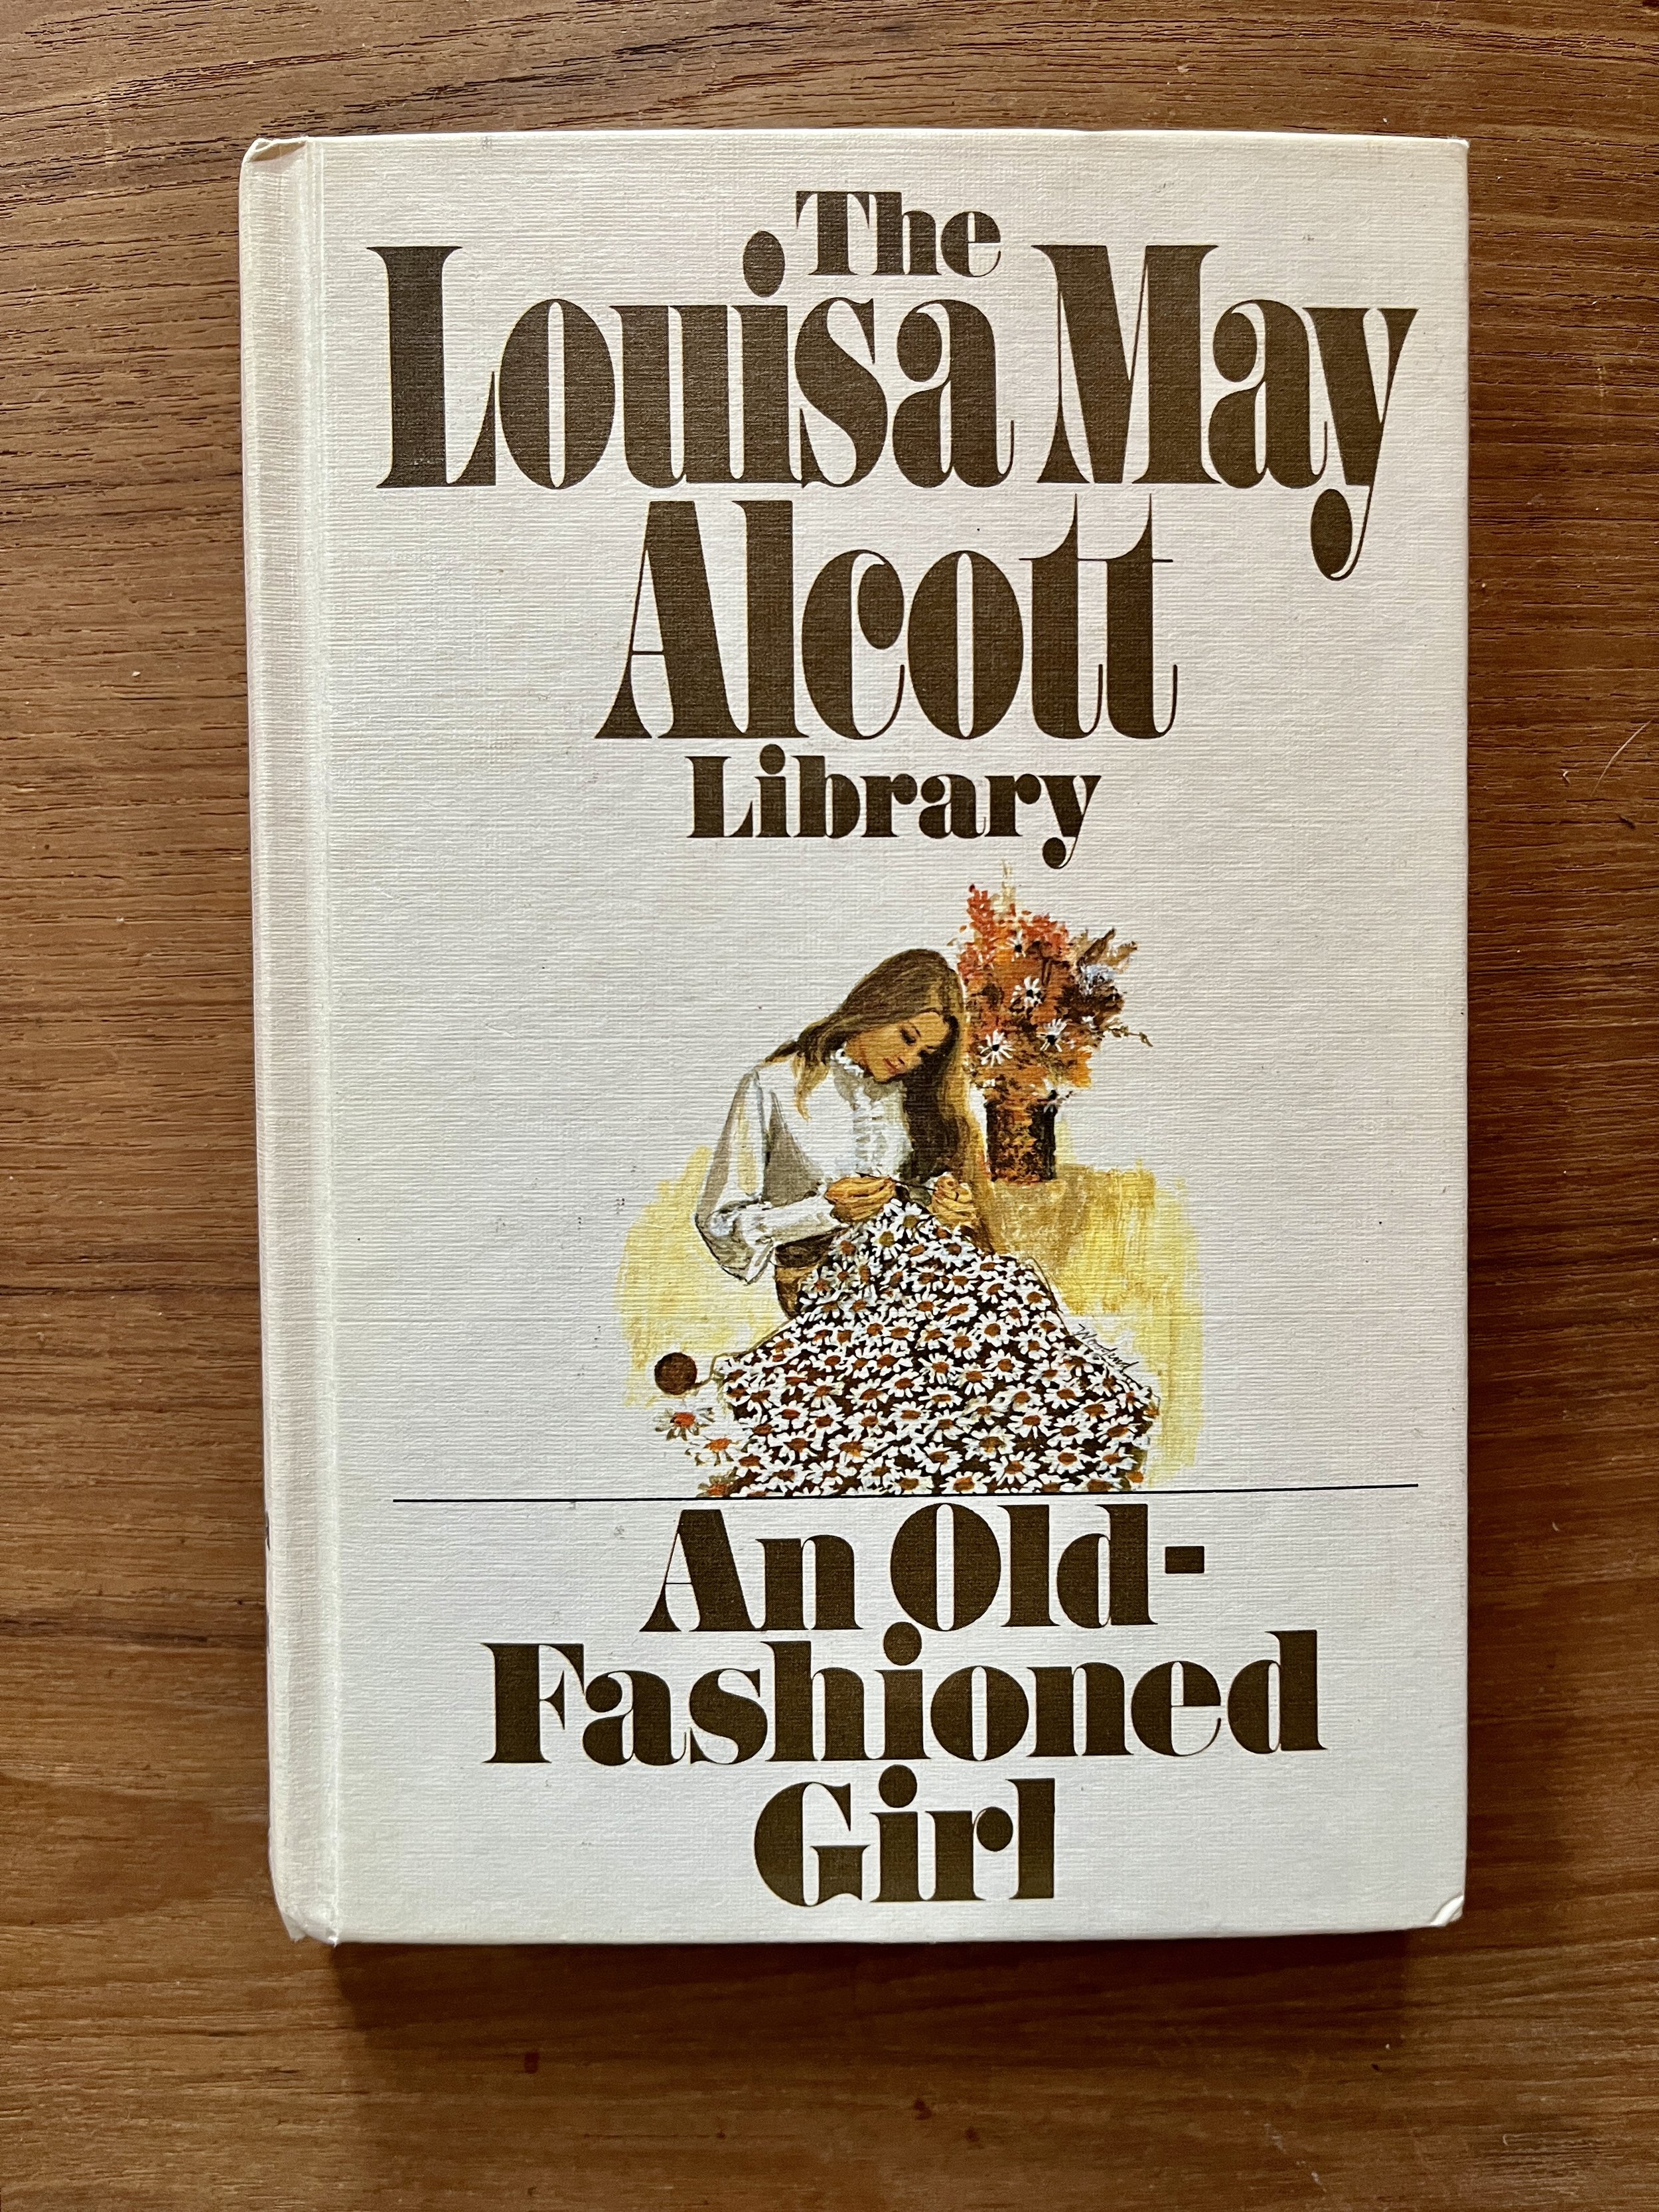 The
Louisa May
Alcott
Library
An Old-
Fashioned
Girl